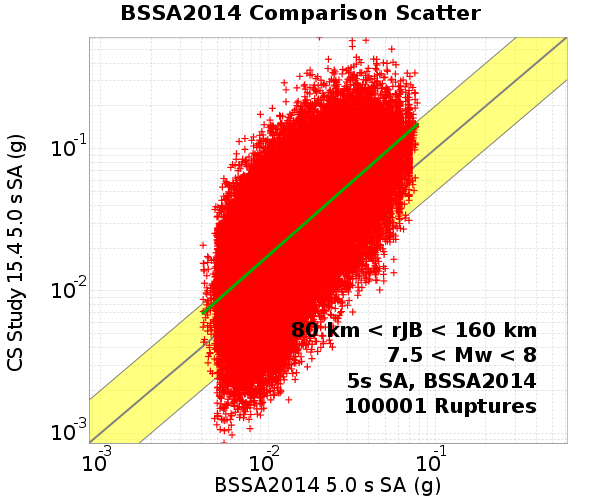 BSSA2014 Comparison Scatter
CS Study 15.4 5.0 s SA (g)
10-1
10-2
10-3
80 km < rJB < 160 km
7.5 < Mw < 8
5s SA, BSSA2014
100001 Ruptures
10-3 10-2 10-1
BSSA2014 5.0 s SA (g)